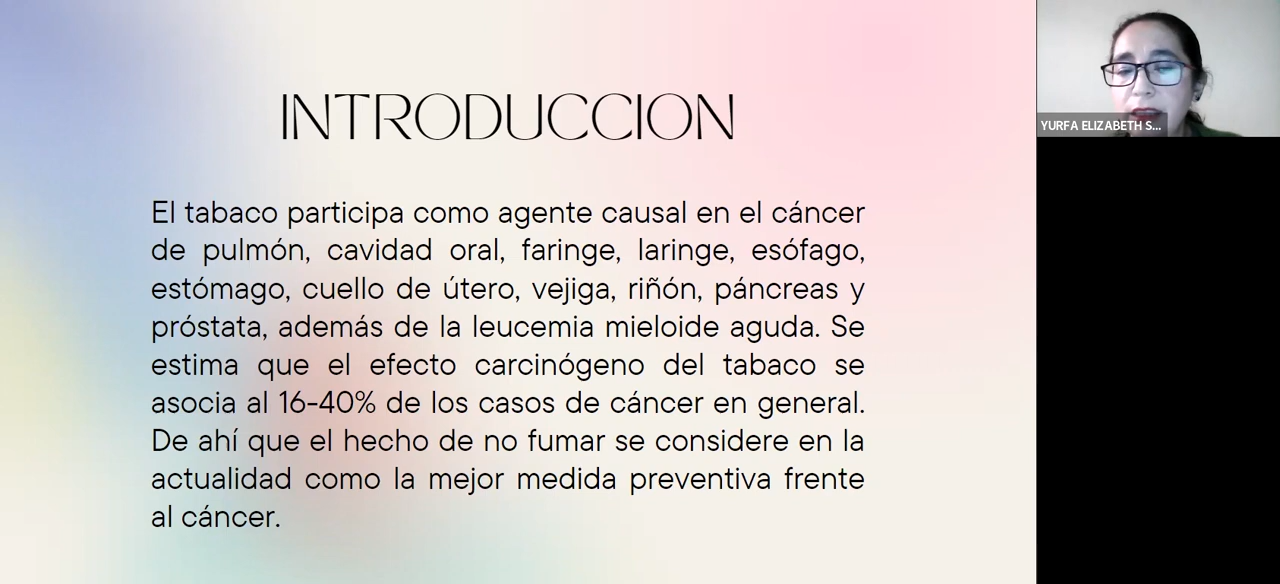 INTRODUCCION
El tabaco participa como agente causal en el cáncer
de pulmón, cavidad oral, faringe, laringe, esófago,
estómago, cuello de útero, vejiga, riñón, páncreas y
próstata, además de la leucemia mieloide aguda. Se
estima que el efecto carcinógeno del tabaco se
asocia al 16-40% de los casos de cáncer en general.
De ahí que el hecho de no fumar se considere en la
actualidad como la mejor medida preventiva frente
al cáncer.
YURFA ELIZABETH S...